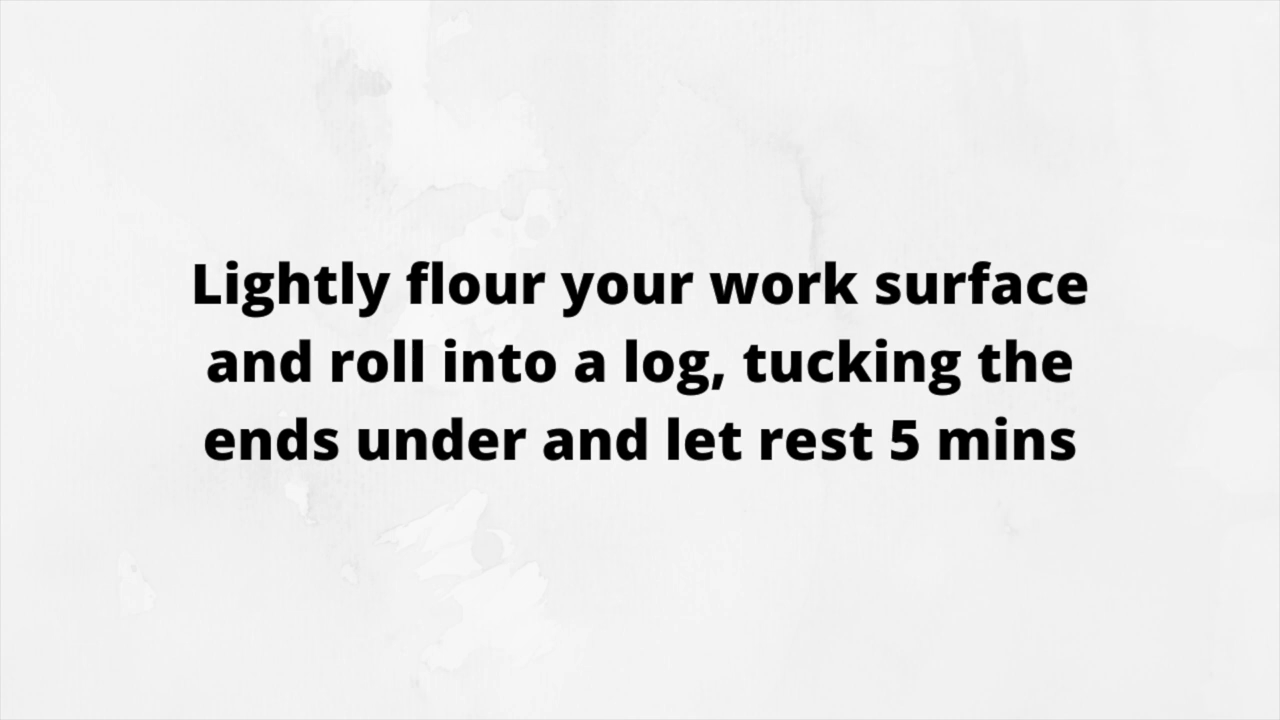 Lightly flour your work surface
and roll into a log, tucking the
ends under and let rest 5 mins